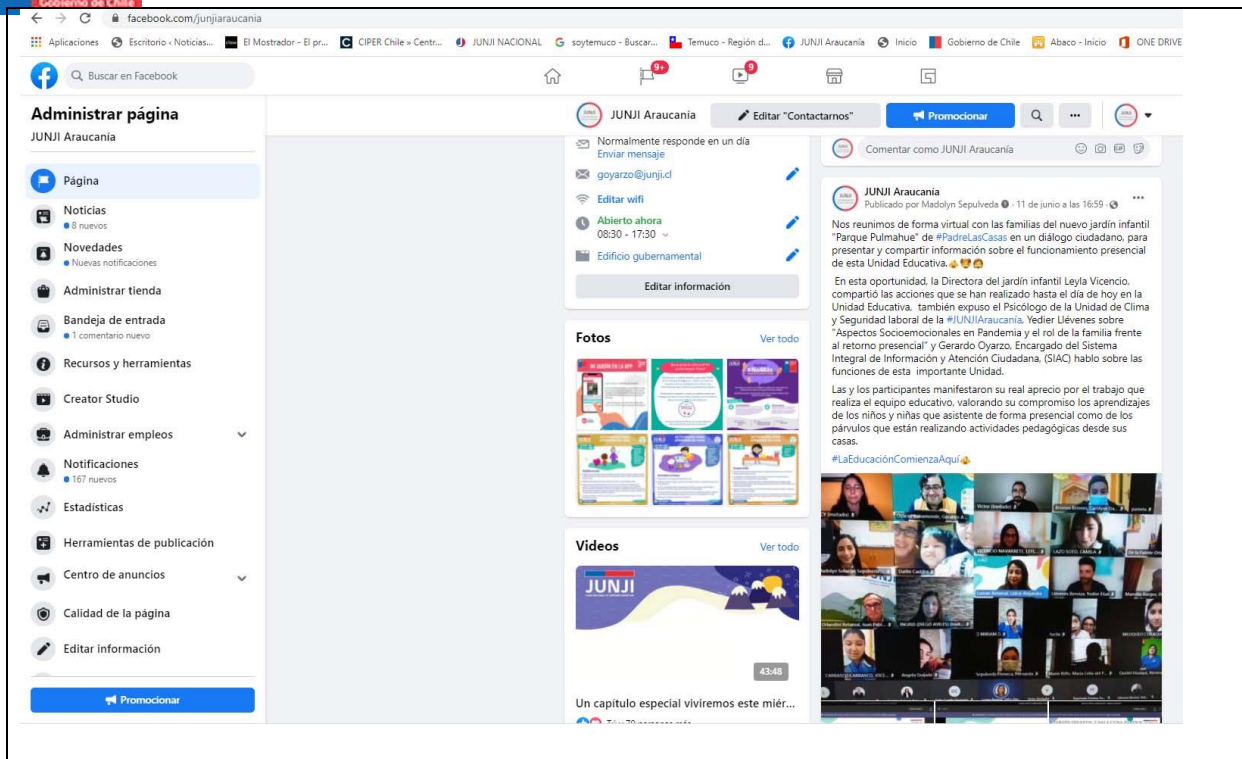 Gobierno de Chile
facebook.com/junjiaraucania
Aplicaciones
Escritorio ‹ Noticias...
El Mostrador - El pr...
CIPER Chile » Centr...
JUNJI NACIONAL
soytemuco - Buscar...
Temuco - Región d...
JUNJI Araucanía
Inicio
Gobierno de Chile
Abaco - Inicio
ONE DRIVE
Buscar en Facebook
9+
9
Administrar página
JUNJI Araucanía
Página
Noticias
8 nuevos
Novedades
Nuevas notificaciones
Administrar tienda
Bandeja de entrada
1 comentario nuevo
Recursos y herramientas
Creator Studio
Administrar empleos
Notificaciones
167 nuevos
Estadísticas
Herramientas de publicación
Centro de anuncios
Calidad de la página
Editar información
Promocionar
JUNJI Araucanía
Editar "Contactarnos"
Promocionar
Normalmente responde en un día
Enviar mensaje
goyarzo@junji.cl
Editar wifi
Abierto ahora
08:30 - 17:30
Edificio gubernamental
Editar información
Fotos
Ver todo
Videos
Ver todo
JUNJI
43:48
Un capítulo especial viviremos este miér...
Tú y 70 personas más
Comentar como JUNJI Araucanía
JUNJI Araucanía
Publicado por Madolyn Sepulveda · 11 de junio a las 16:59 ·
Nos reunimos de forma virtual con las familias del nuevo jardín infantil
"Parque Pulmahue" de #PadreLasCasas en un diálogo ciudadano, para
presentar y compartir información sobre el funcionamiento presencial
de esta Unidad Educativa.
En esta oportunidad, la Directora del jardín infantil Leyla Vicencio,
compartió las acciones que se han realizado hasta el día de hoy en la
Unidad Educativa, también expuso el Psicólogo de la Unidad de Clima
y Seguridad laboral de la #JUNJIAraucanía, Yedier Llévenes sobre
"Aspectos Socioemocionales en Pandemia y el rol de la familia frente
al retorno presencial" y Gerardo Oyarzo, Encargado del Sistema
Integral de Información y Atención Ciudadana, (SIAC) hablo sobre las
funciones de esta importante Unidad.
Las y los participantes manifestaron su real aprecio por el trabajo que
realiza el equipo educativo, valorando su compromiso los aprendizajes
de los niños y niñas que asistente de forma presencial como de los
párvulos que están realizando actividades pedagógicas desde sus
casas.
#LaEducaciónComienzaAquí